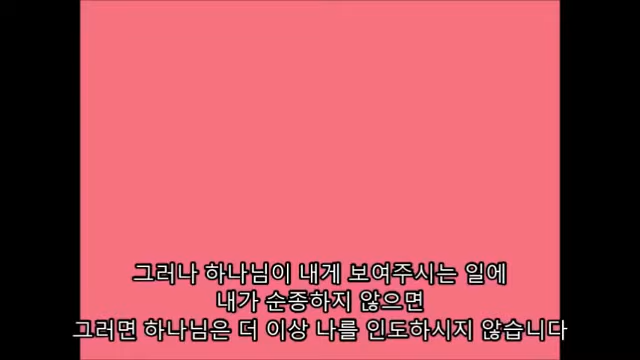 그러나 하나님이 내게 보여주시는 일에
내가 순종하지 않으면
그러면 하나님은 더 이상 나를 인도하시지 않습니다